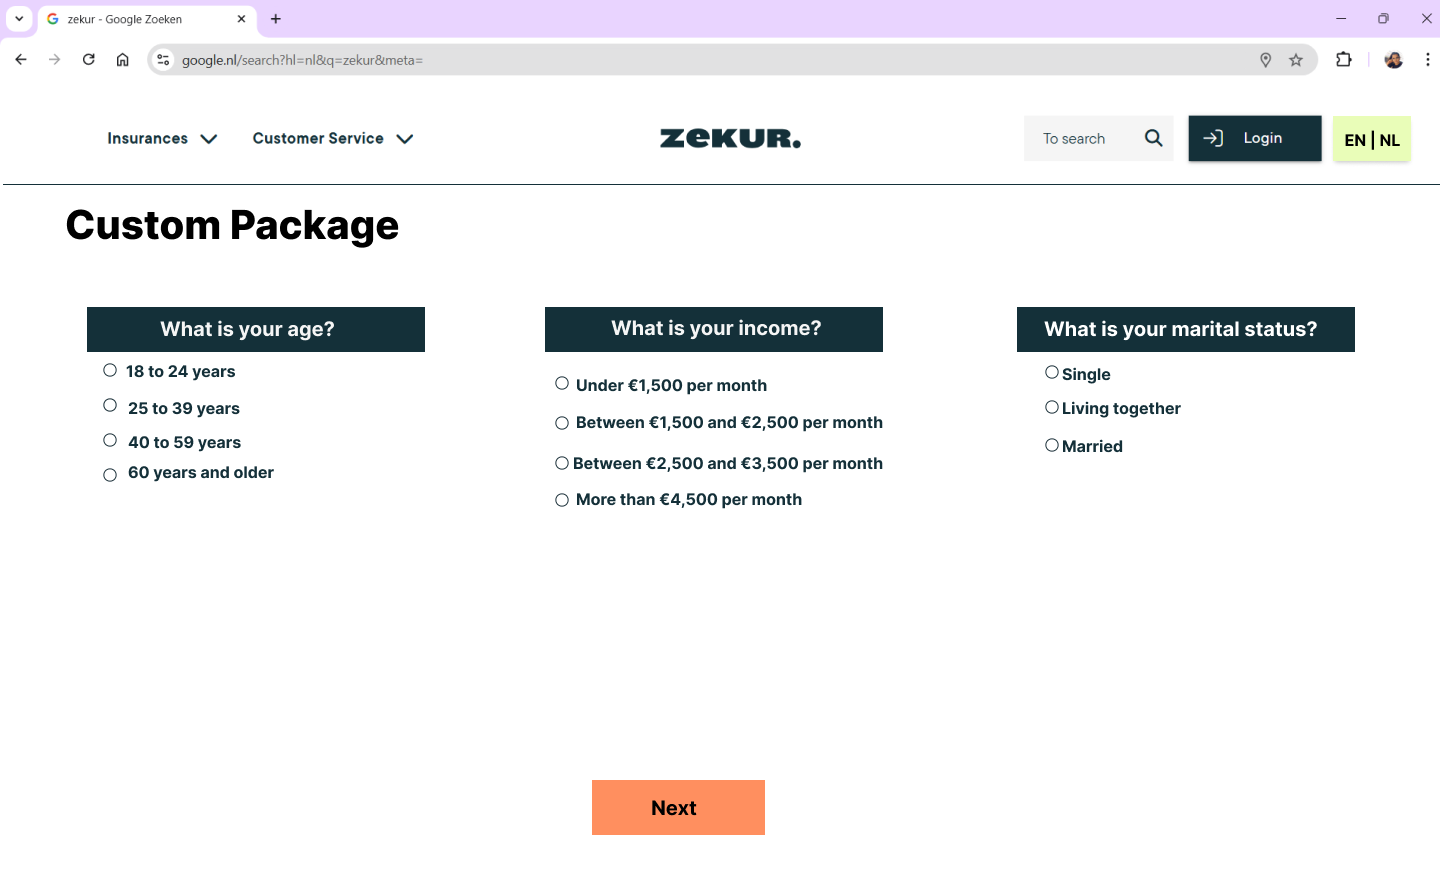 zekur - Google Zoeken
google.nl/search?hl=nl&q=zekur&meta=
Insurances
Customer Service
zekur.
To search
Login
EN | NL
Custom Package
What is your age?
18 to 24 years
25 to 39 years
40 to 59 years
60 years and older
What is your income?
Under €1,500 per month
Between €1,500 and €2,500 per month
Between €2,500 and €3,500 per month
More than €4,500 per month
What is your marital status?
Single
Living together
Married
Next